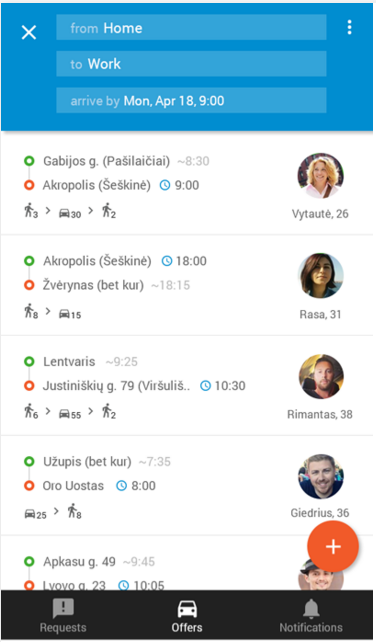 from Home
to Work
arrive by Mon, Apr 18, 9:00
Gabijos g. (Pašilaičiai) ~8:30
Akropolis (Šeškinė) 9:00
3 > 30 > 2
Vytautė, 26
Akropolis (Šeškinė) 18:00
Žvėrynas (bet kur) ~18:15
8 > 15
Rasa, 31
Lentvaris ~9:25
Justiniškių g. 79 (Viršuliš.. 10:30
6 > 55 > 2
Rimantas, 38
Užupis (bet kur) ~7:35
Oro Uostas 8:00
25 > 8
Giedrius, 36
Apkasu g. 49 ~9:45
Lvovo g. 23 10:05
Requests Offers Notifications